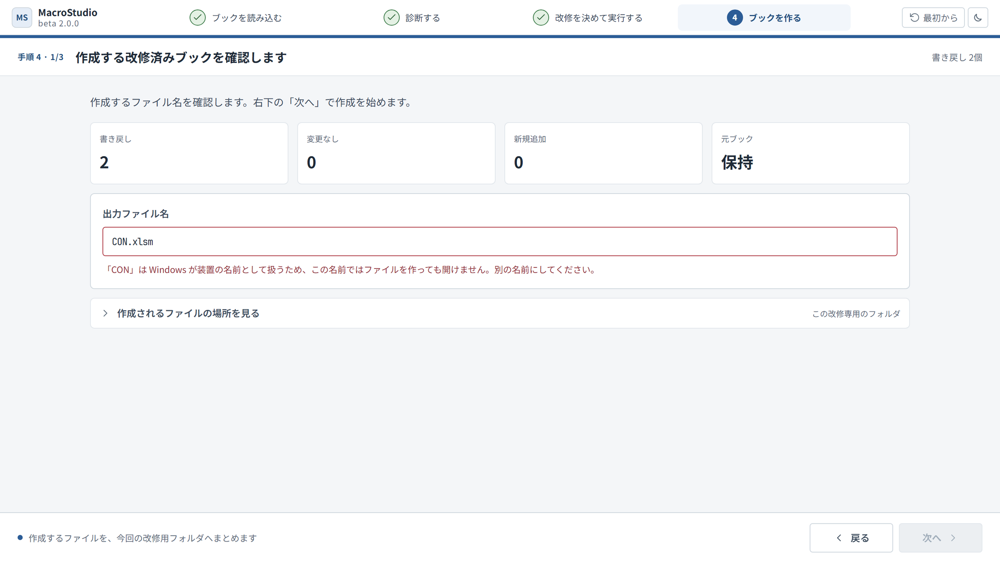 MS
MacroStudio
beta 2.0.0
ブックを読み込む
診断する
改修を決めて実行する
4
ブックを作る
最初から
手順 4 · 1/3
作成する改修済みブックを確認します
書き戻し 2個
作成するファイル名を確認します。右下の「次へ」で作成を始めます。
書き戻し
2
変更なし
0
新規追加
0
元ブック
保持
出力ファイル名
CON.xlsm
「CON」は Windows が装置の名前として扱うため、この名前ではファイルを作っても開けません。別の名前にしてください。
作成されるファイルの場所を見る
この改修専用のフォルダ
作成するファイルを、今回の改修用フォルダへまとめます
戻る
次へ